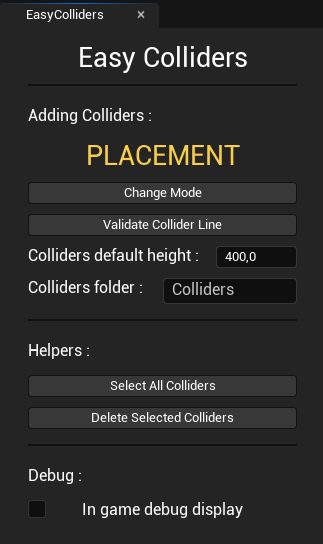 EasyColliders ×
Easy Colliders
Adding Colliders :
PLACEMENT
Change Mode
Validate Collider Line
Colliders default height : 400,0
Colliders folder : Colliders
Helpers :
Select All Colliders
Delete Selected Colliders
Debug :
In game debug display